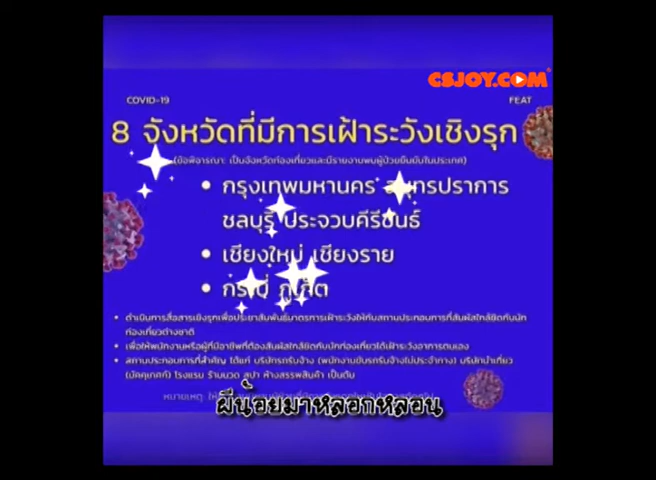 CSJOY.COM
COVID-19
FEAT
8 จังหวัดที่มีการเฝ้าระวังเชิงรุก
(ข้อพิจารณา: เป็นจังหวัดท่องเที่ยวและมีรายงานพบผู้ป่วยยืนยันในประเทศ)
• กรุงเทพมหานคร สมุทรปราการ
ชลบุรี ประจวบคีรีขันธ์
• เชียงใหม่ เชียงราย
• กระบี่ ภูเก็ต
• ดำเนินการสื่อสารเชิงรุกเพื่อประชาสัมพันธ์มาตรการเฝ้าระวังให้กับสถานประกอบการที่สัมผัสใกล้ชิดกับนัก
ท่องเที่ยวต่างชาติ
• เพื่อให้พนักงานหรือผู้ที่มีอาชีพที่ต้องสัมผัสใกล้ชิดกับนักท่องเที่ยวได้เฝ้าระวังอาการตนเอง
• สถานประกอบการที่สำคัญ ได้แก่ บริษัทรถรับจ้าง (พนักงานขับรถรับจ้างไม่ประจำทาง) บริษัทนำเที่ยว
(มัคคุเทศก์) โรงแรม ร้านนวด สปา ห้างสรรพสินค้า เป็นต้น
หมายเหตุ:
ผีน้อยมาหลอกหลอน